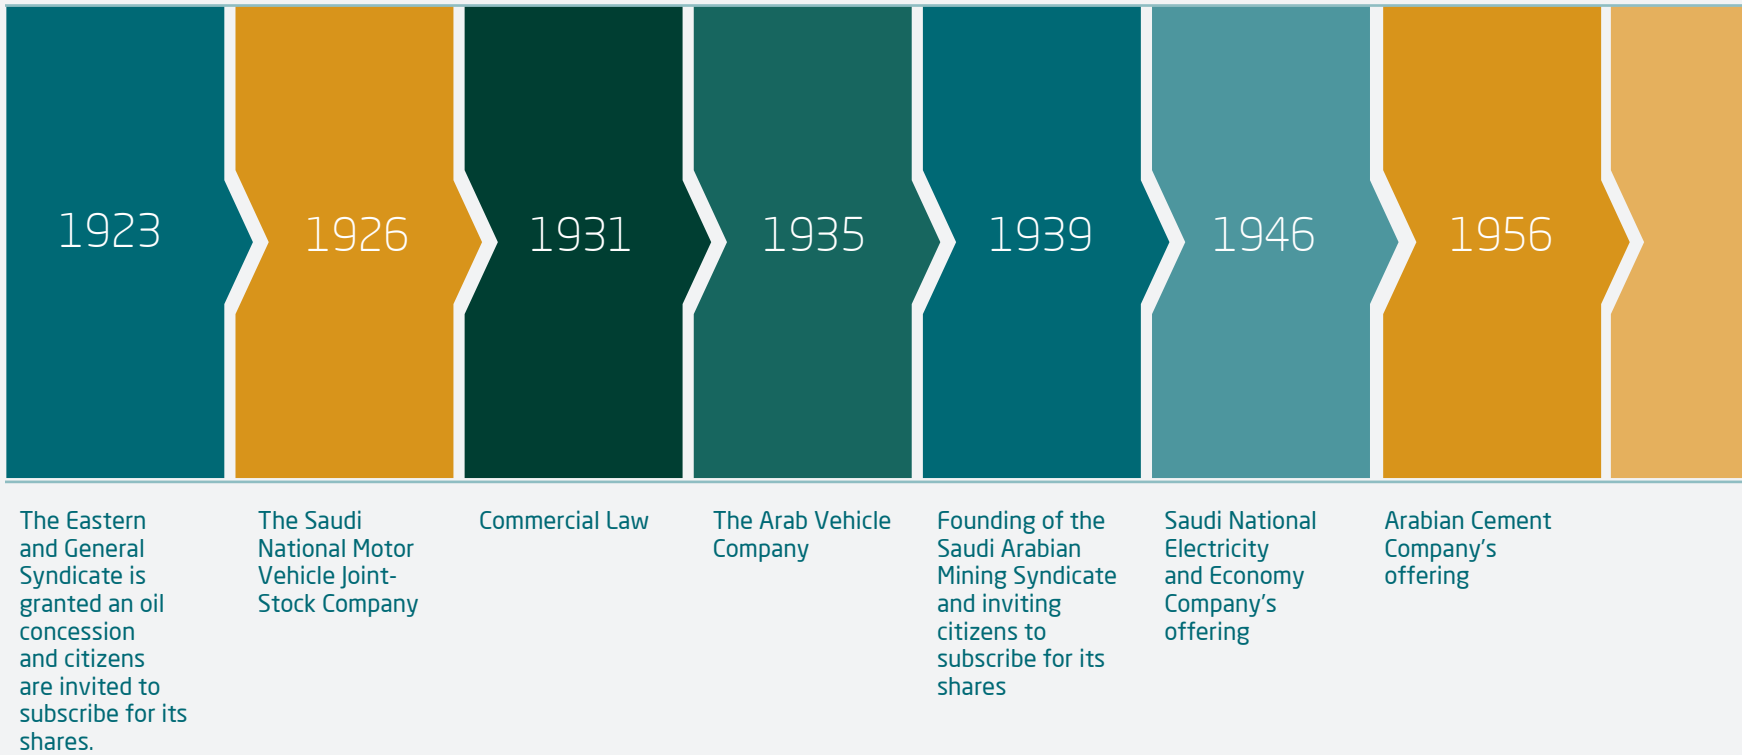 1923
1926
1931
1935
1939
1946
1956
The Eastern
and General
Syndicate is
granted an oil
concession
and citizens
are invited to
subscribe for its
shares.
The Saudi
National Motor
Vehicle Joint-
Stock Company
Commercial Law
The Arab Vehicle
Company
Founding of the
Saudi Arabian
Mining Syndicate
and inviting
citizens to
subscribe for its
shares
Saudi National
Electricity
and Economy
Company’s
offering
Arabian Cement
Company’s
offering